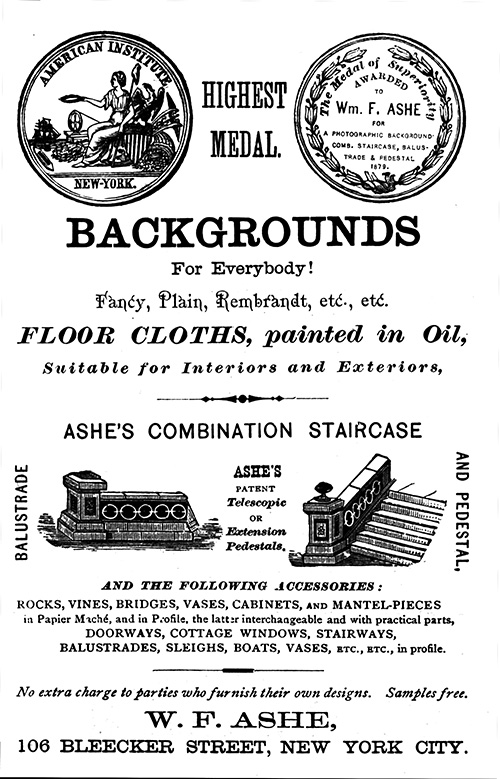 AMERICAN INSTITUTE
NEW-YORK.
HIGHEST
MEDAL.
The Medal of Superiority
AWARDED
TO
Wm. F. ASHE
FOR
A PHOTOGRAPHIC BACKGROUND
COMB. STAIRCASE, BALUS-
TRADE & PEDESTAL
1879.
BACKGROUNDS
For Everybody!
Fancy, Plain, Rembrandt, etc., etc.
FLOOR CLOTHS, painted in Oil,
Suitable for Interiors and Exteriors,
ASHE'S COMBINATION STAIRCASE
BALUSTRADE
ASHE'S
PATENT
Telescopic
OR
Extension
Pedestals,
AND PEDESTAL,
AND THE FOLLOWING ACCESSORIES:
ROCKS, VINES, BRIDGES, VASES, CABINETS, AND MANTEL-PIECES
in Papier Maché, and in Profile, the latter interchangeable and with practical parts,
DOORWAYS, COTTAGE WINDOWS, STAIRWAYS,
BALUSTRADES, SLEIGHS, BOATS, VASES, ETC., ETC., in profile.
No extra charge to parties who furnish their own designs. Samples free.
W. F. ASHE,
106 BLEECKER STREET, NEW YORK CITY.